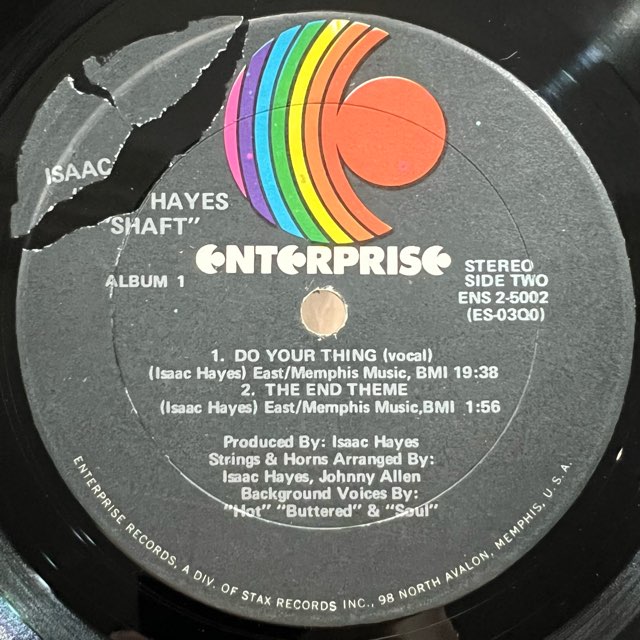 ISAAC
HAYES
"SHAFT"
ENTERPRISE
ALBUM 1
STEREO
SIDE TWO
ENS 2-5002
(ES-03Q0)
1. DO YOUR THING (vocal)
(Isaac Hayes) East/Memphis Music, BMI 19:38
2. THE END THEME
(Isaac Hayes) East/Memphis Music,BMI 1:56
Produced By: Isaac Hayes
Strings & Horns Arranged By:
Isaac Hayes, Johnny Allen
Background Voices By:
"Hot" "Buttered" & "Soul"
ENTERPRISE RECORDS, A DIV. OF STAX RECORDS INC., 98 NORTH AVALON, MEMPHIS, U.S.A.